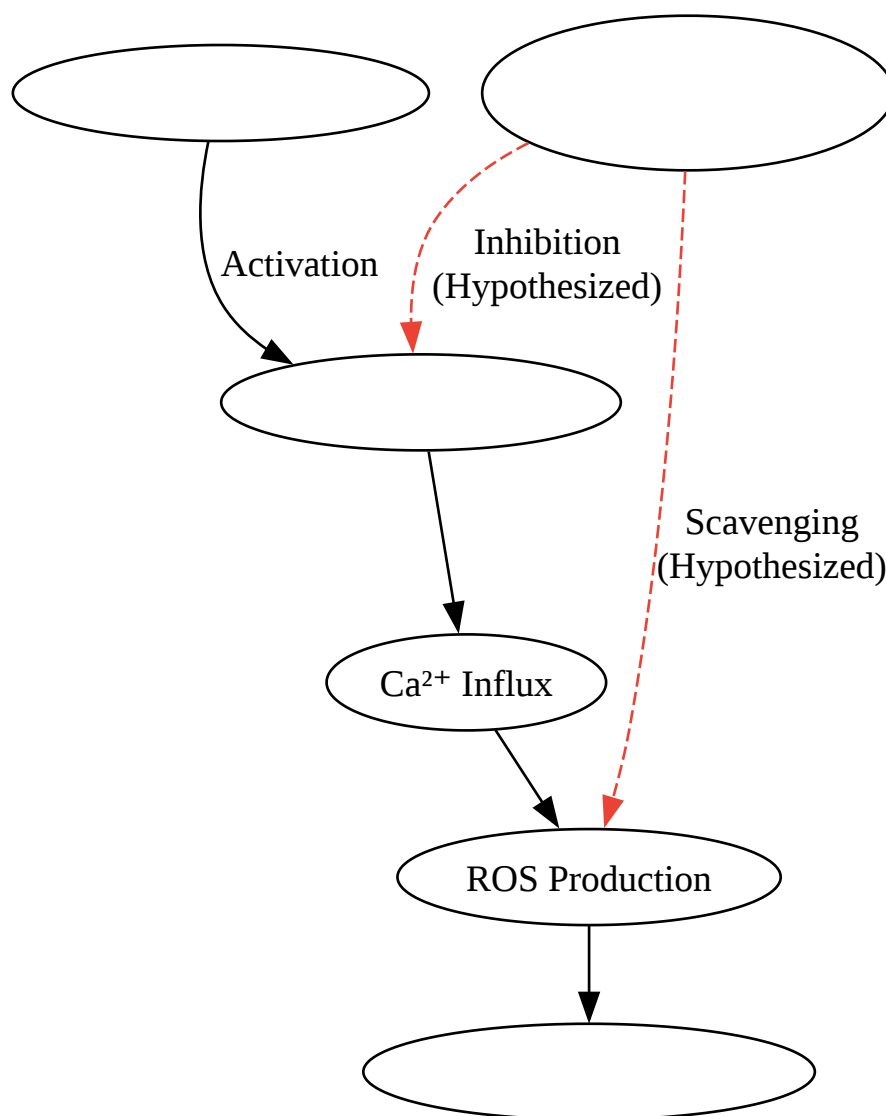 Activation
Inhibition
(Hypothesized)
Scavenging
(Hypothesized)
Ca²⁺ Influx
ROS Production